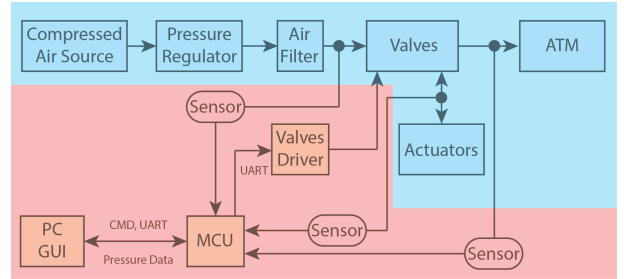 Compressed
Air Source
Pressure
Regulator
Air
Filter
Valves
ATM
Sensor
Valves
Driver
Actuators
UART
PC
GUI
CMD, UART
Pressure Data
MCU
Sensor
Sensor